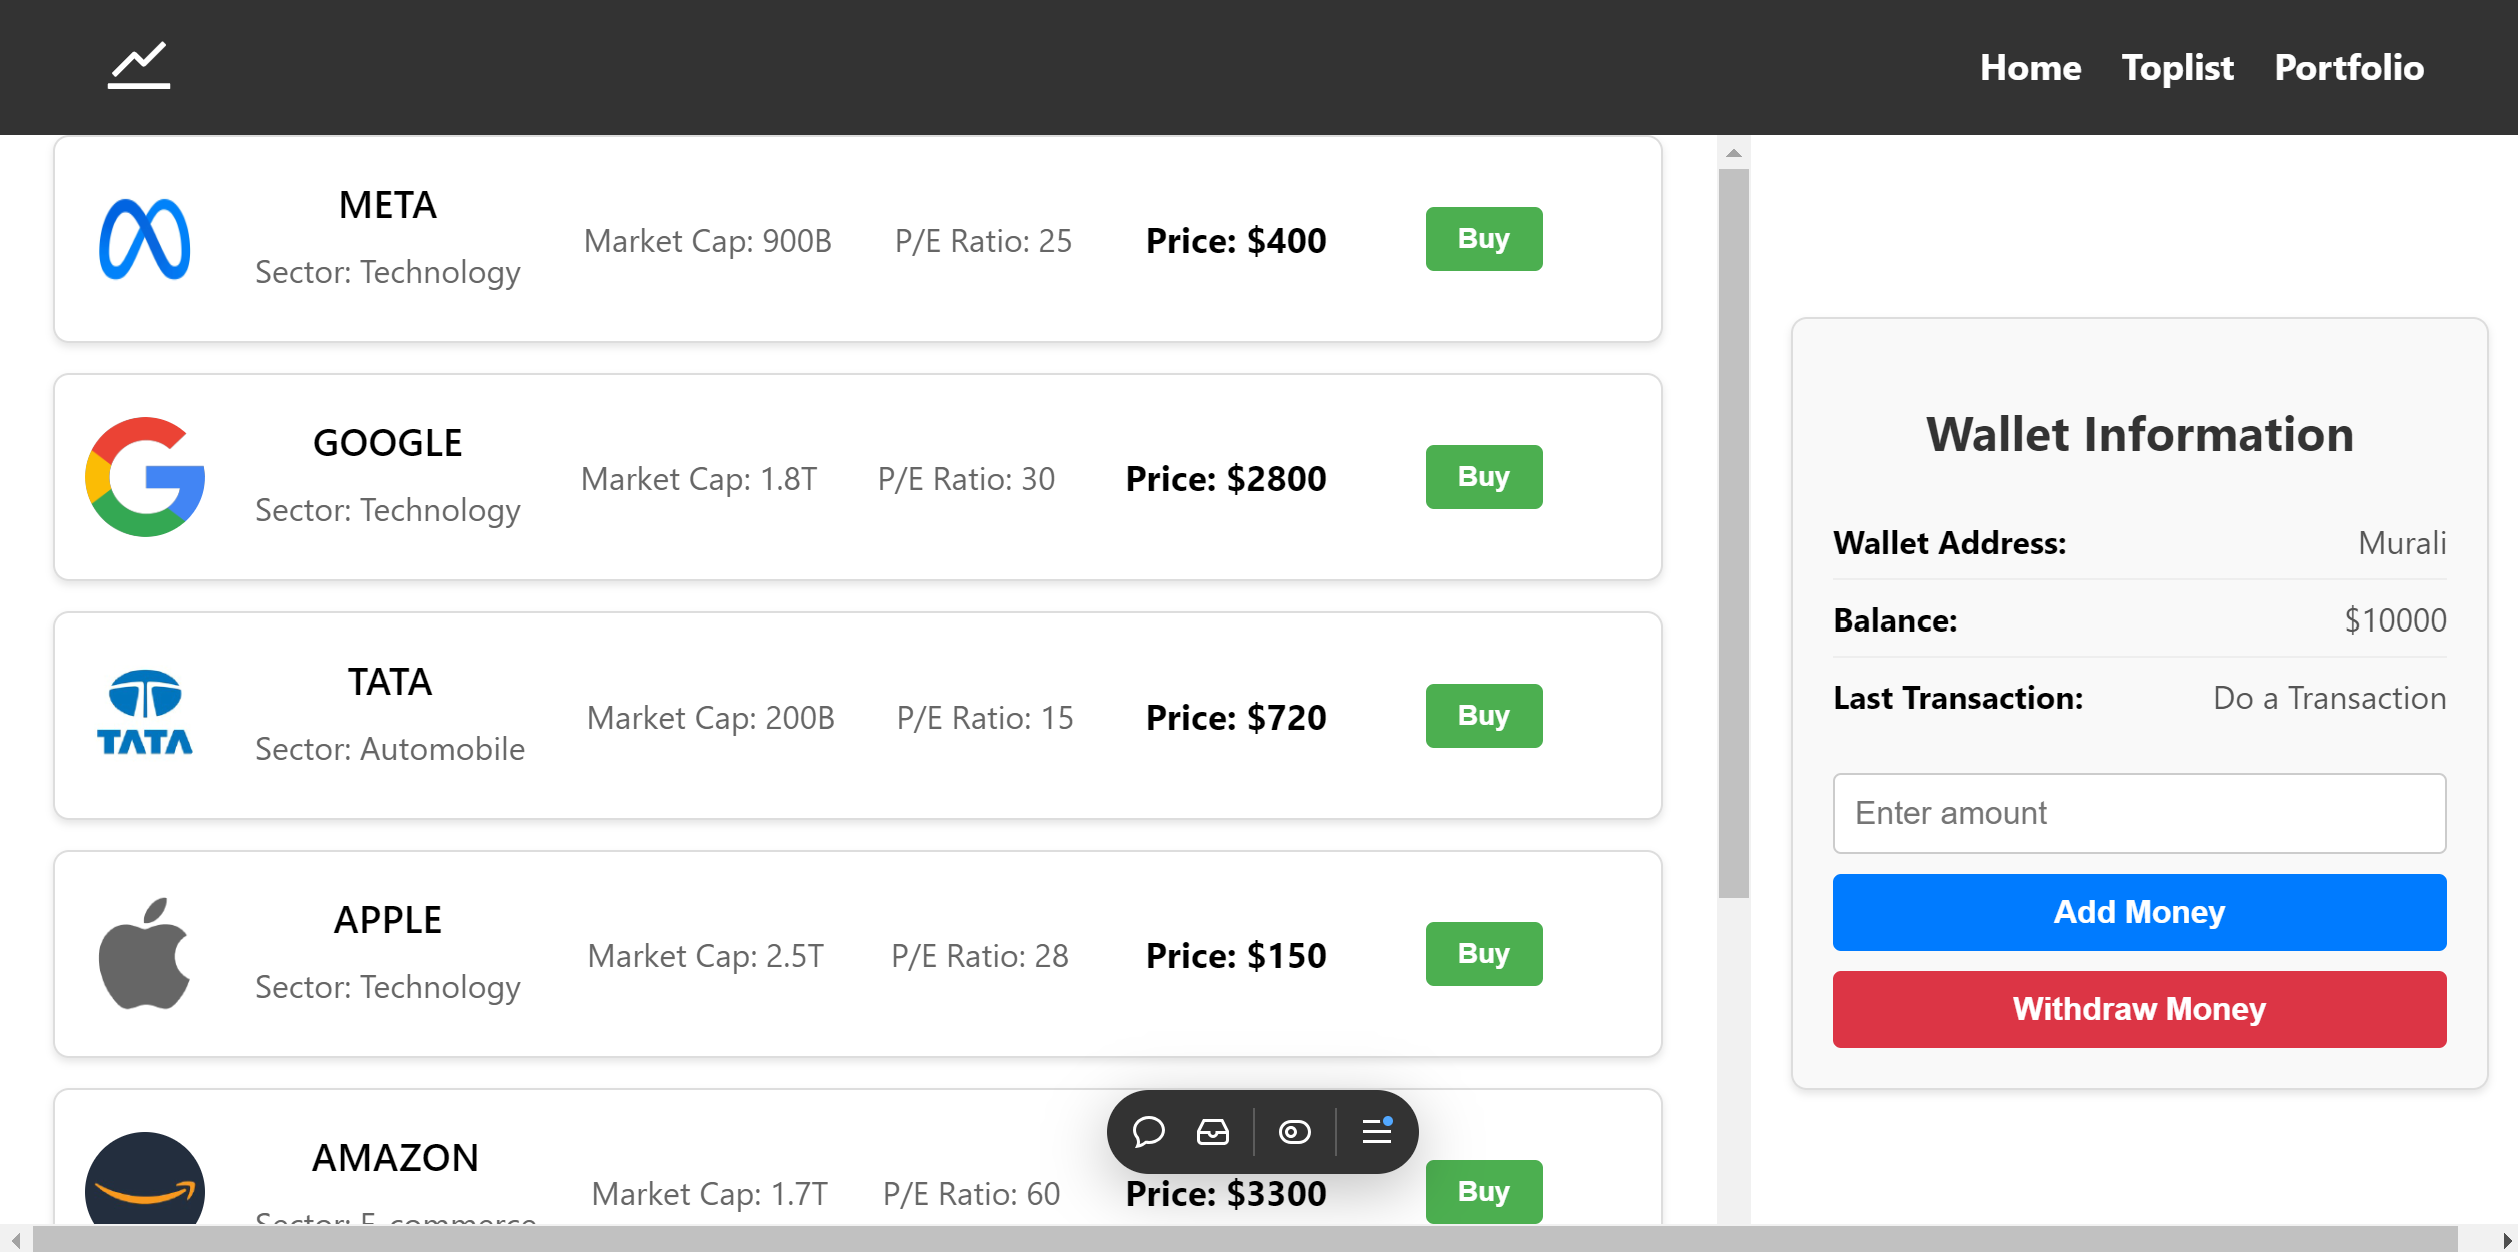 Home Toplist Portfolio
META
Sector: Technology
Market Cap: 900B
P/E Ratio: 25
Price: $400
Buy
GOOGLE
Sector: Technology
Market Cap: 1.8T
P/E Ratio: 30
Price: $2800
Buy
TATA
TATA
Sector: Automobile
Market Cap: 200B
P/E Ratio: 15
Price: $720
Buy
APPLE
Sector: Technology
Market Cap: 2.5T
P/E Ratio: 28
Price: $150
Buy
AMAZON
Sector: E-commerce
Market Cap: 1.7T
P/E Ratio: 60
Price: $3300
Buy
Wallet Information
Wallet Address: Murali
Balance: $10000
Last Transaction: Do a Transaction
Enter amount
Add Money
Withdraw Money